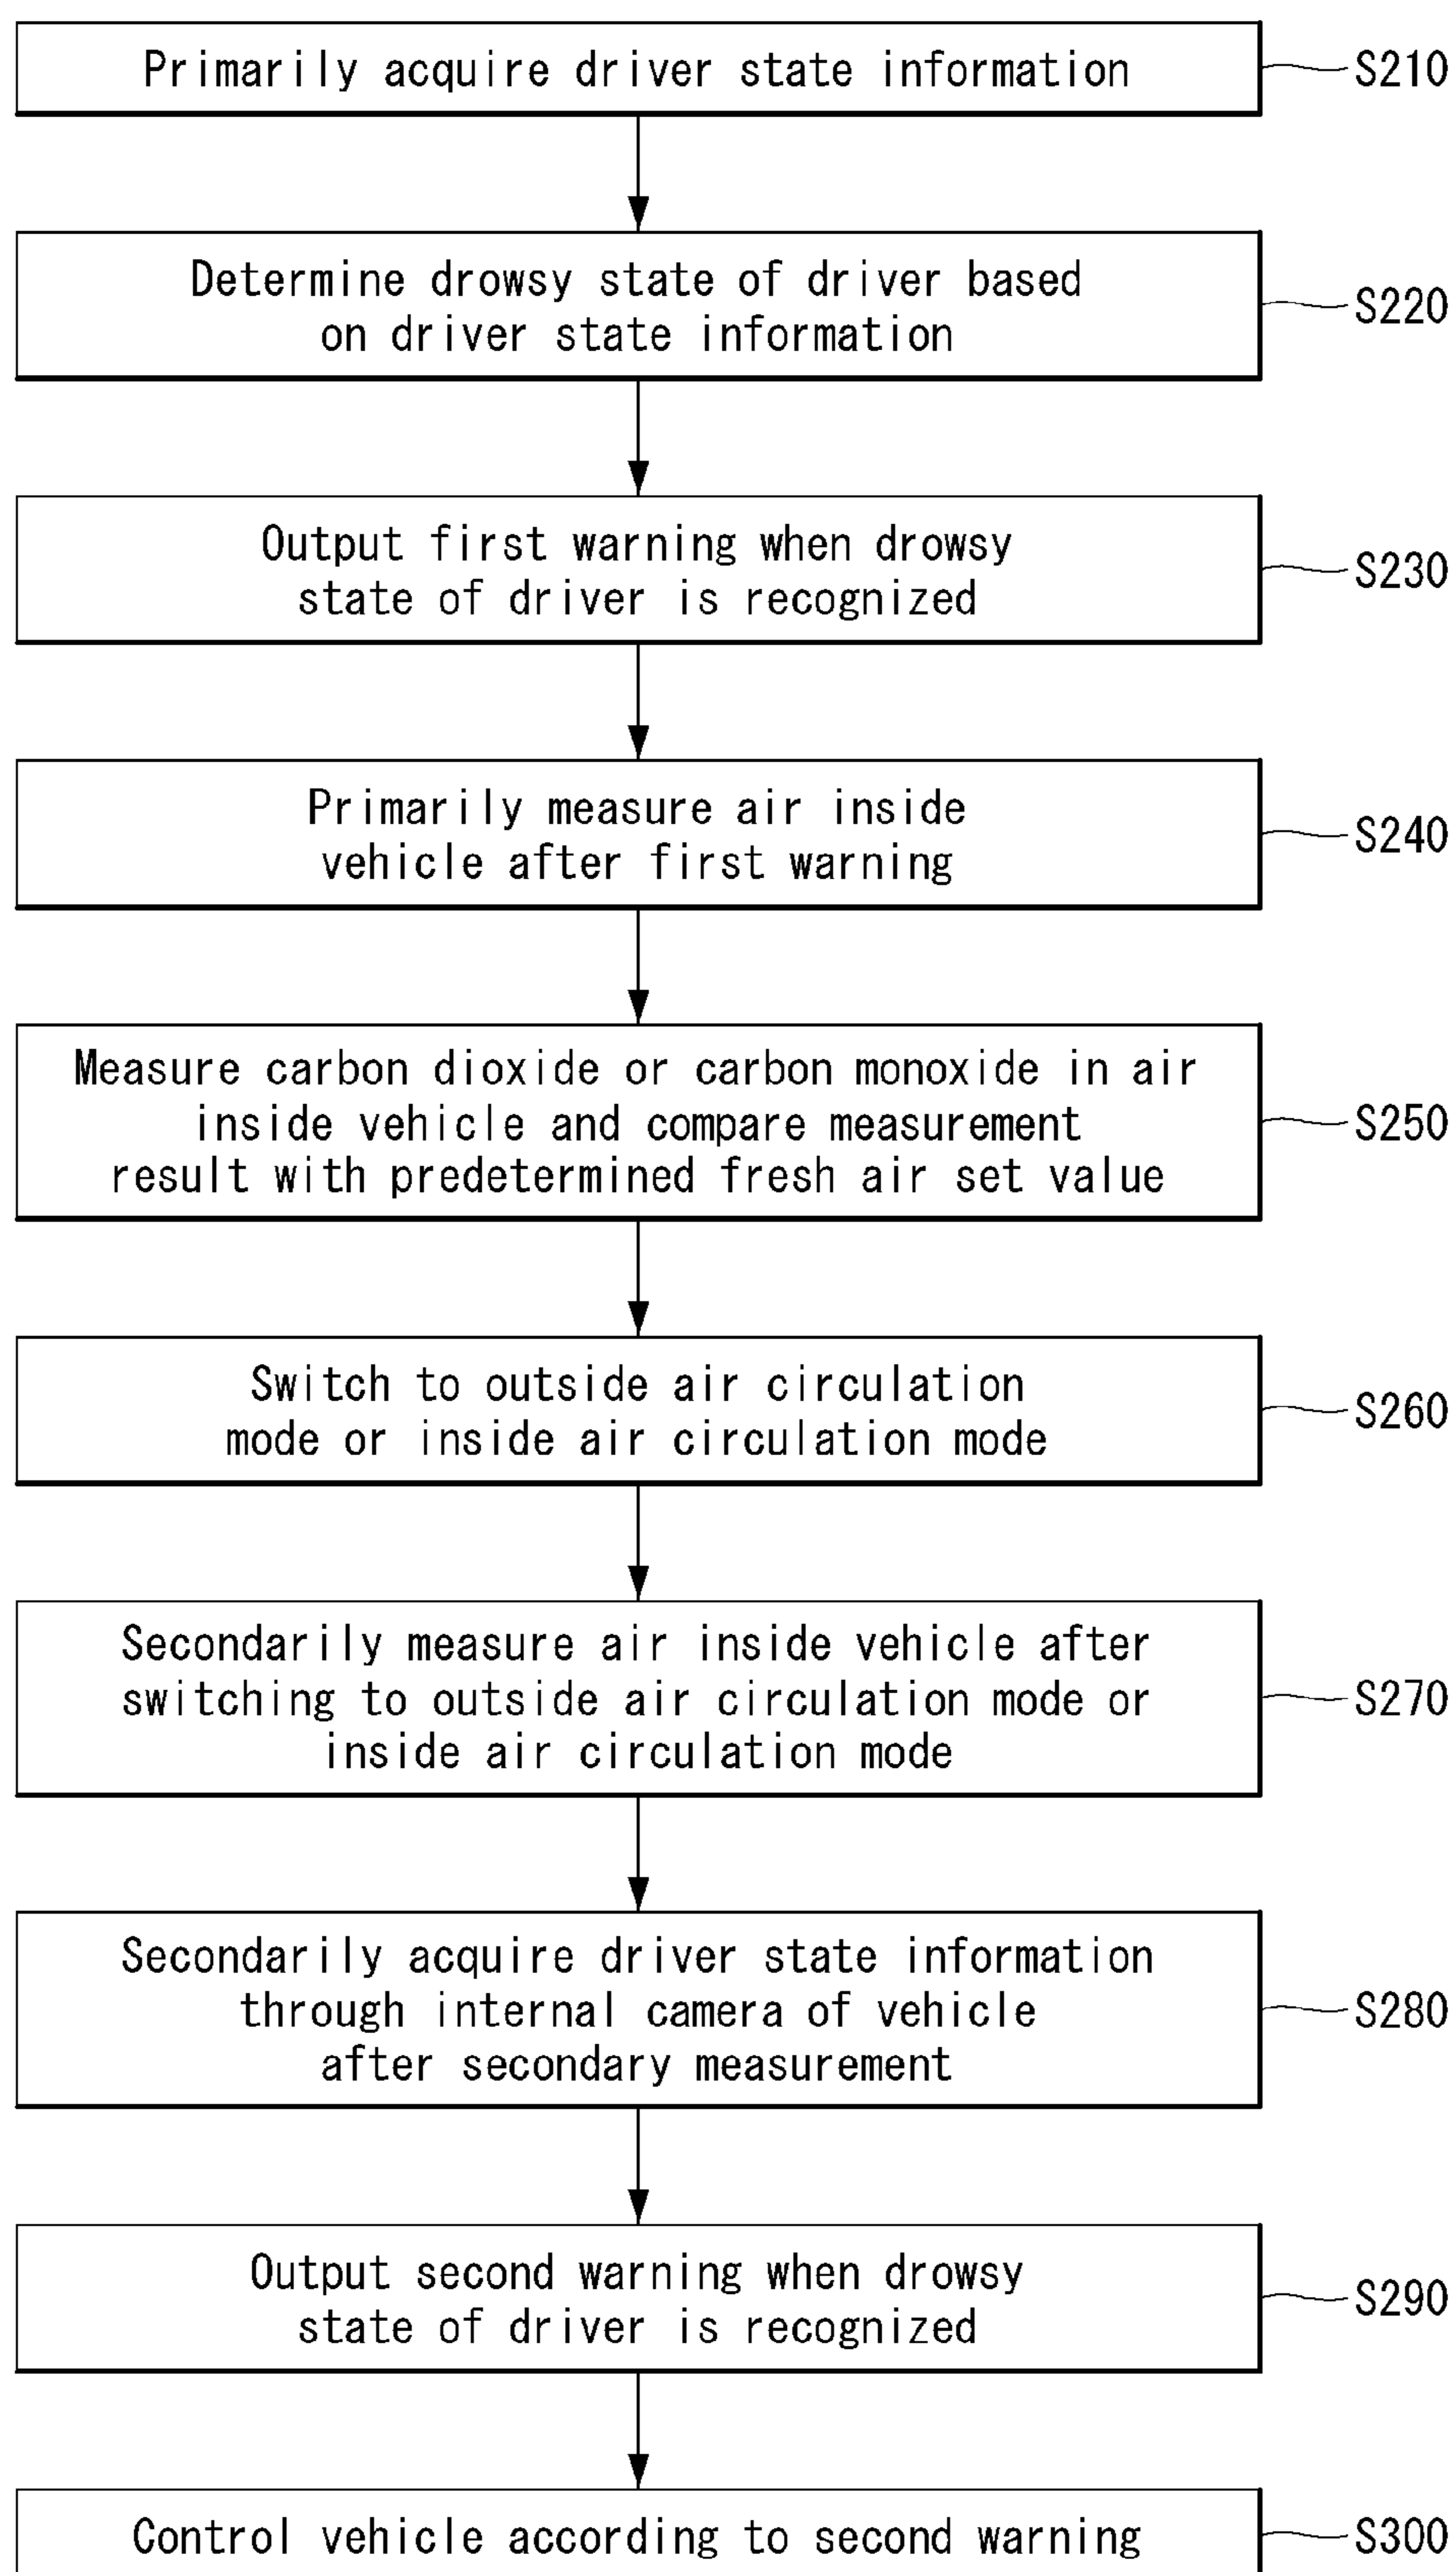 Primarily acquire driver state information
S210
Determine drowsy state of driver based
on driver state information
S220
Output first warning when drowsy
state of driver is recognized
S230
Primarily measure air inside
vehicle after first warning
S240
Measure carbon dioxide or carbon monoxide in air
inside vehicle and compare measurement
result with predetermined fresh air set value
S250
Switch to outside air circulation
mode or inside air circulation mode
S260
Secondarily measure air inside vehicle after
switching to outside air circulation mode or
inside air circulation mode
S270
Secondarily acquire driver state information
through internal camera of vehicle
after secondary measurement
S280
Output second warning when drowsy
state of driver is recognized
S290
Control vehicle according to second warning
S300